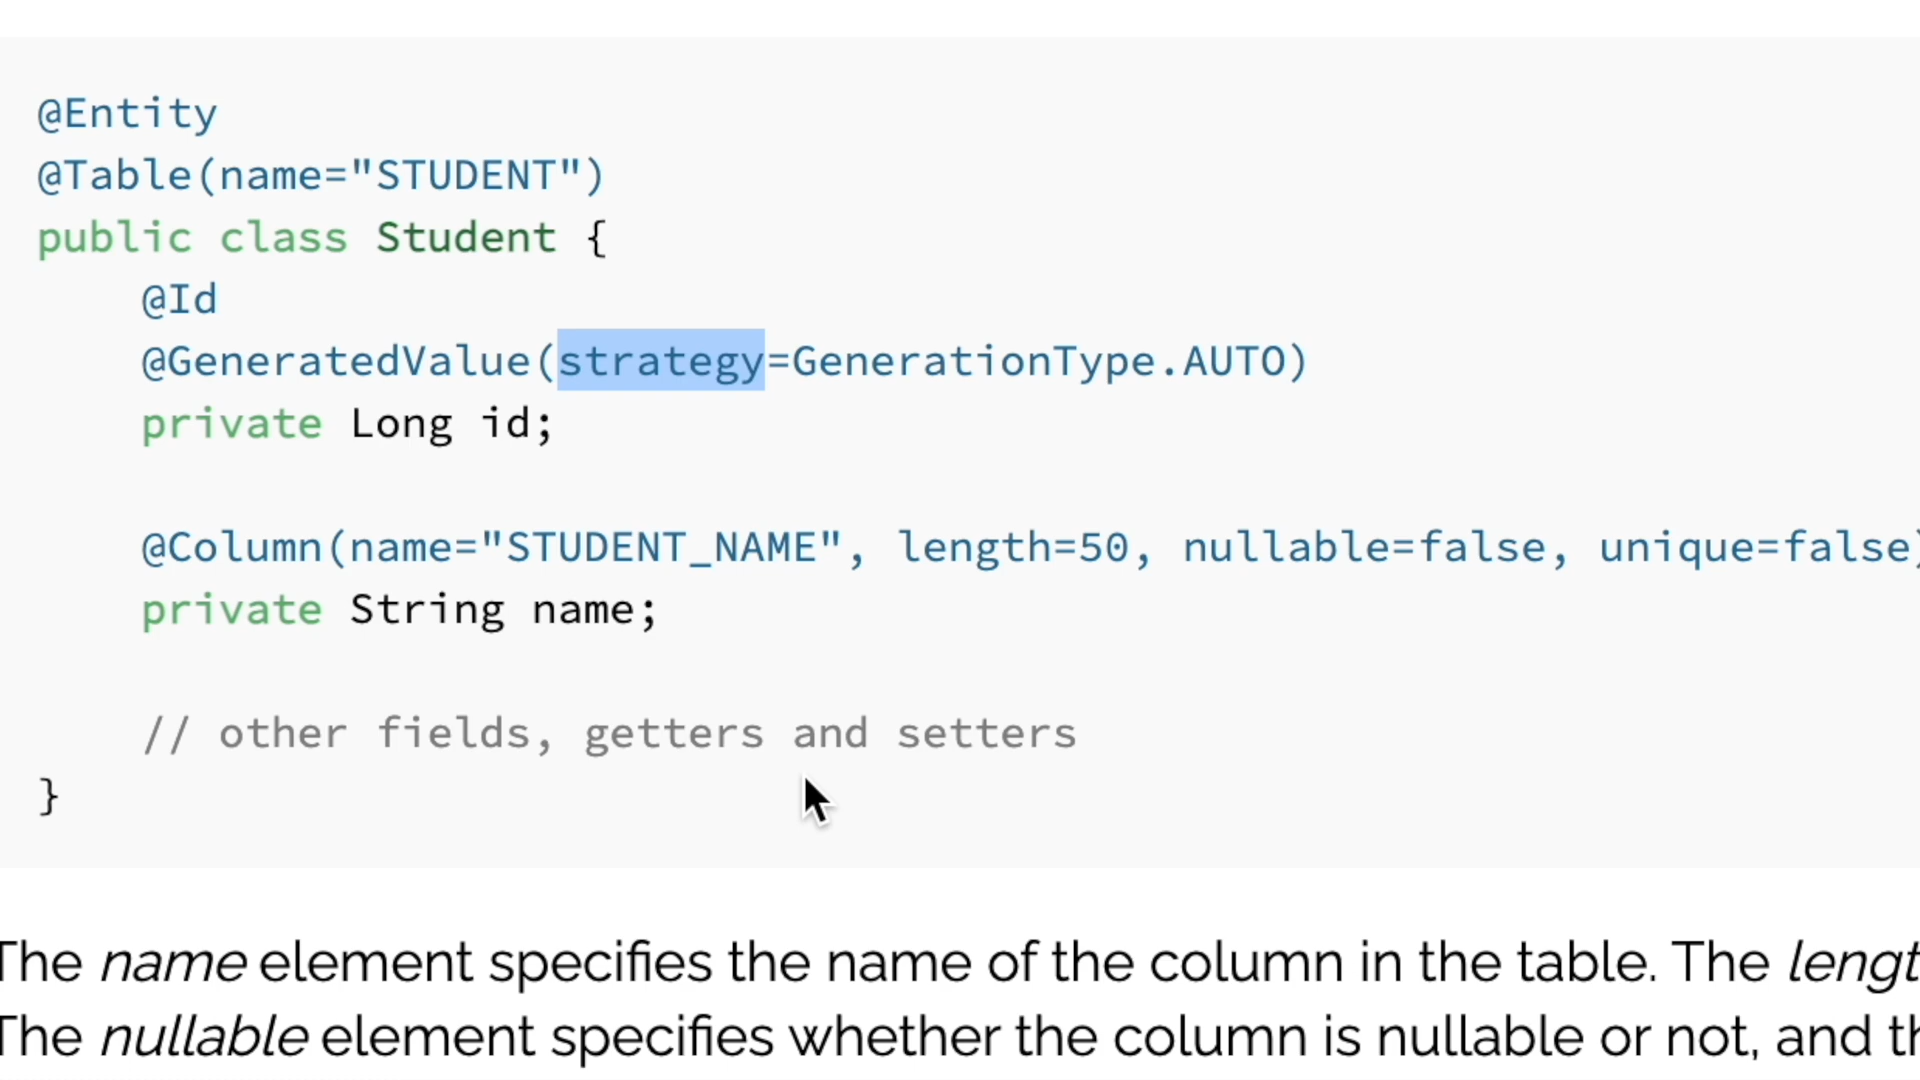 @Entity
@Table(name="STUDENT")
public class Student {
@Id
@GeneratedValue(strategy=GenerationType.AUTO)
private Long id;
@Column(name="STUDENT_NAME", length=50, nullable=false, unique=false)
private String name;
// other fields, getters and setters
}
The name element specifies the name of the column in the table. The
The nullable element specifies whether the column is nullable or not, and